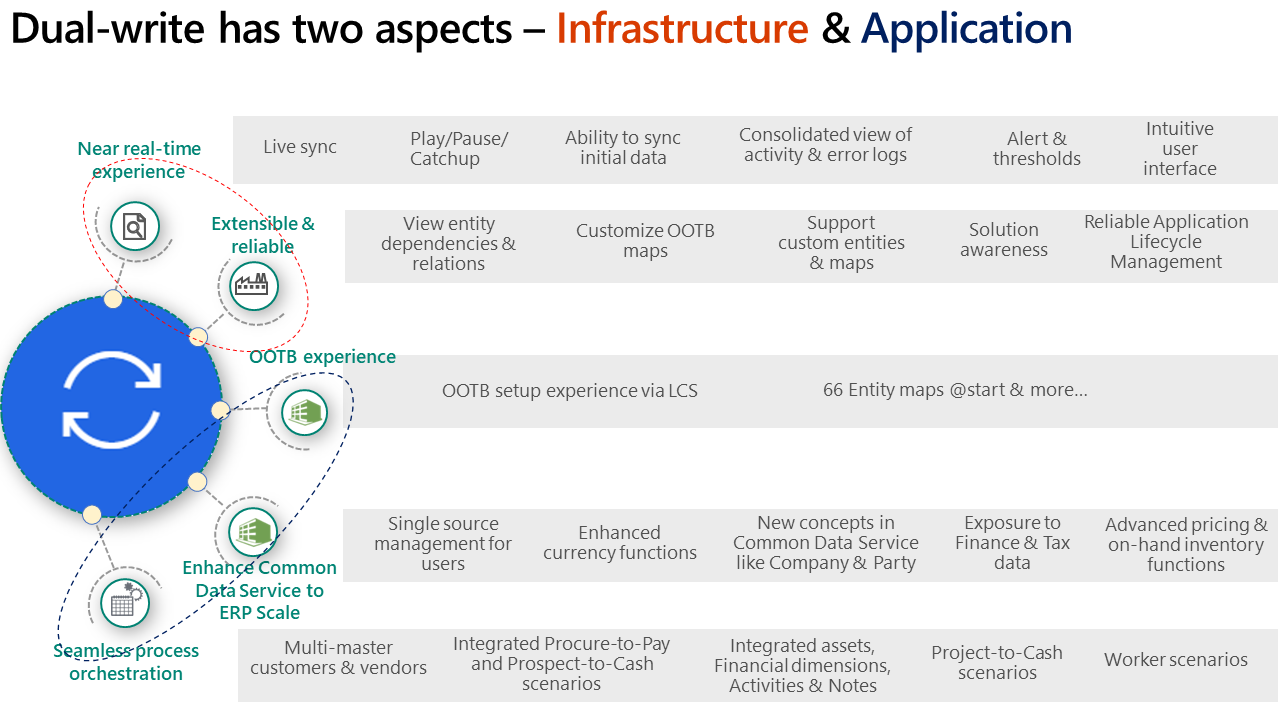 Dual-write has two aspects – Infrastructure & Application
Near real-time
experience
Live sync
Play/Pause/
Catchup
Ability to sync
initial data
Consolidated view of
activity & error logs
Alert &
thresholds
Intuitive
user
interface
Extensible &
reliable
View entity
dependencies &
relations
Customize OOTB
maps
Support
custom entities
& maps
Solution
awareness
Reliable Application
Lifecycle
Management
OOTB experience
OOTB setup experience via LCS
66 Entity maps @start & more...
Enhance Common
Data Service to
ERP Scale
Single source
management for
users
Enhanced
currency functions
New concepts in
Common Data Service
like Company & Party
Exposure to
Finance & Tax
data
Advanced pricing &
on-hand inventory
functions
Seamless process
orchestration
Multi-master
customers & vendors
Integrated Procure-to-Pay
and Prospect-to-Cash
scenarios
Integrated assets,
Financial dimensions,
Activities & Notes
Project-to-Cash
scenarios
Worker scenarios